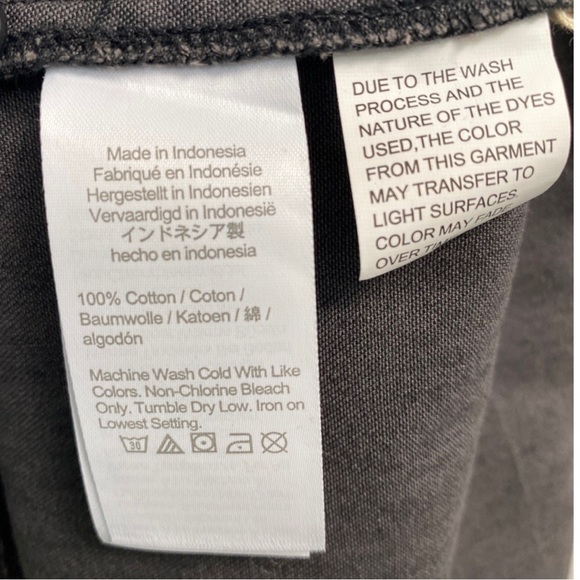 Made in Indonesia
Fabriqué en Indonésie
Hergestellt in Indonesien
Vervaardigd in Indonesië
インドネシア製
hecho en indonesia
100% Cotton / Coton /
Baumwolle / Katoen / 綿 /
algodón
Machine Wash Cold With Like
Colors. Non-Chlorine Bleach
Only. Tumble Dry Low. Iron on
Lowest Setting.
30
DUE TO THE WASH
PROCESS AND THE
NATURE OF THE DYES
USED,THE COLOR
FROM THIS GARMENT
MAY TRANSFER TO
LIGHT SURFACES.
COLOR MAY FADE
OVER TIME